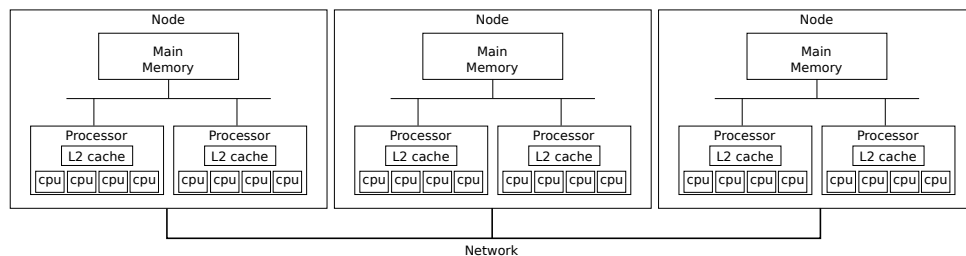 Node
Main
Memory
Processor
L2 cache
cpu cpu cpu cpu
Processor
L2 cache
cpu cpu cpu cpu
Node
Main
Memory
Processor
L2 cache
cpu cpu cpu cpu
Processor
L2 cache
cpu cpu cpu cpu
Node
Main
Memory
Processor
L2 cache
cpu cpu cpu cpu
Processor
L2 cache
cpu cpu cpu cpu
Network